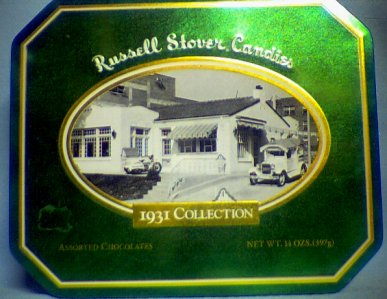 Russell Stover Candies
1931 COLLECTION
ASSORTED CHOCOLATES
NET WT. 14 OZS. (397g)